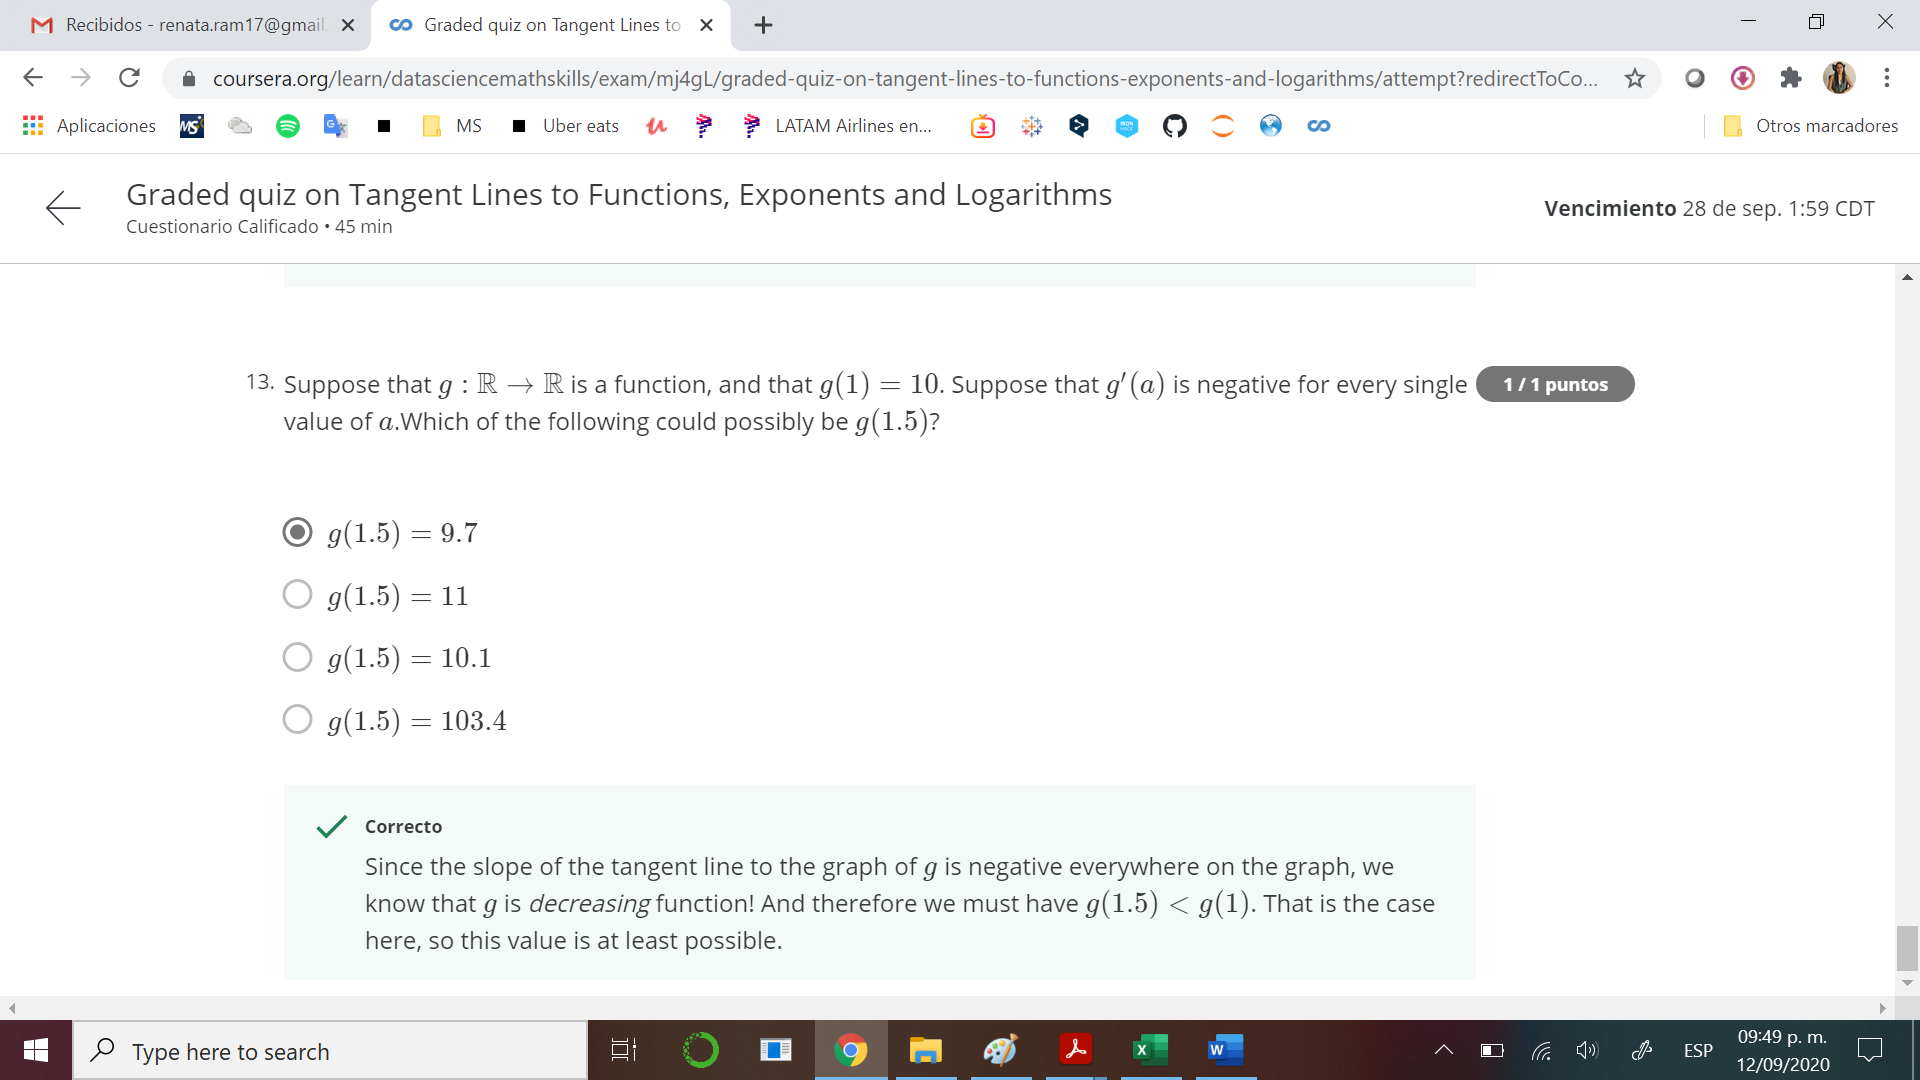 Recibidos - renata.ram17@gmail.
Graded quiz on Tangent Lines to
coursera.org/learn/datasciencemathskills/exam/mj4gL/graded-quiz-on-tangent-lines-to-functions-exponents-and-logarithms/attempt?redirectToCo...
Aplicaciones MS MS Uber eats LATAM Airlines en... Otros marcadores
Graded quiz on Tangent Lines to Functions, Exponents and Logarithms
Cuestionario Calificado • 45 min
Vencimiento 28 de sep. 1:59 CDT
13. Suppose that g : ℝ → ℝ is a function, and that g(1) = 10. Suppose that g′(a) is negative for every single
1 / 1 puntos
value of a.Which of the following could possibly be g(1.5)?
g(1.5) = 9.7
g(1.5) = 11
g(1.5) = 10.1
g(1.5) = 103.4
Correcto
Since the slope of the tangent line to the graph of g is negative everywhere on the graph, we
know that g is decreasing function! And therefore we must have g(1.5) < g(1). That is the case
here, so this value is at least possible.
Type here to search
ESP
09:49 p. m.
12/09/2020